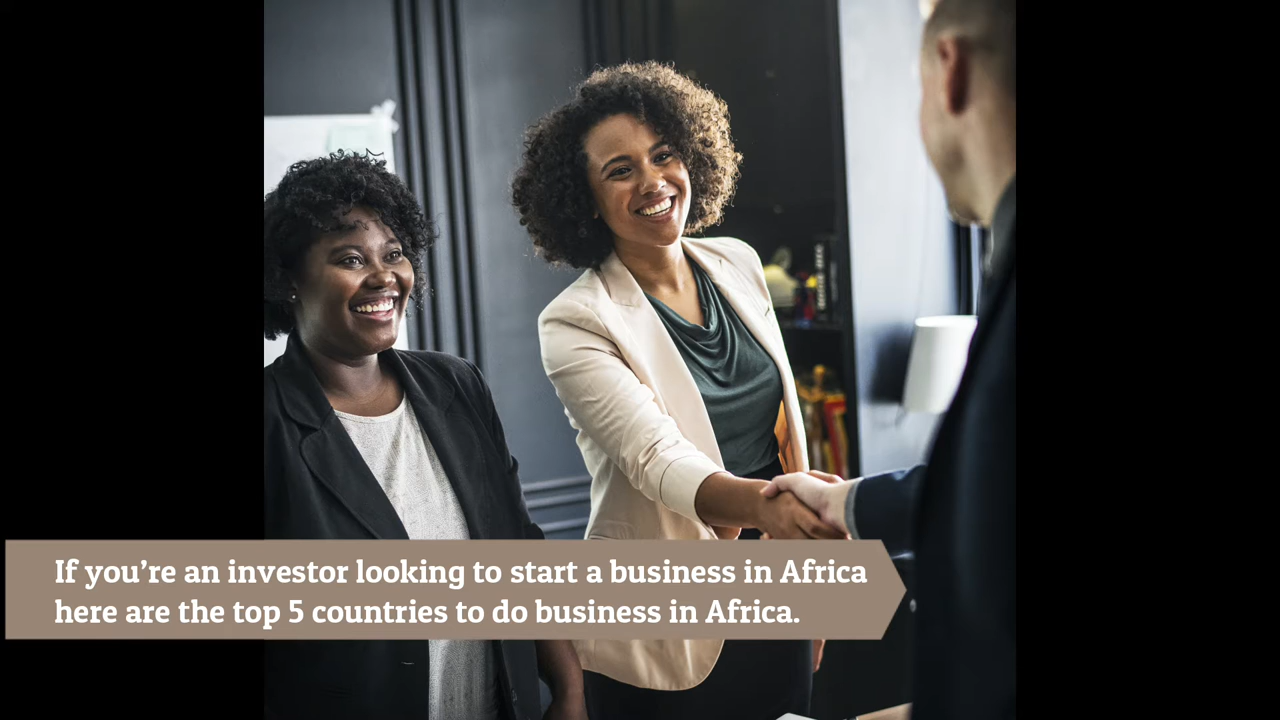 If you’re an investor looking to start a business in Africa
here are the top 5 countries to do business in Africa.